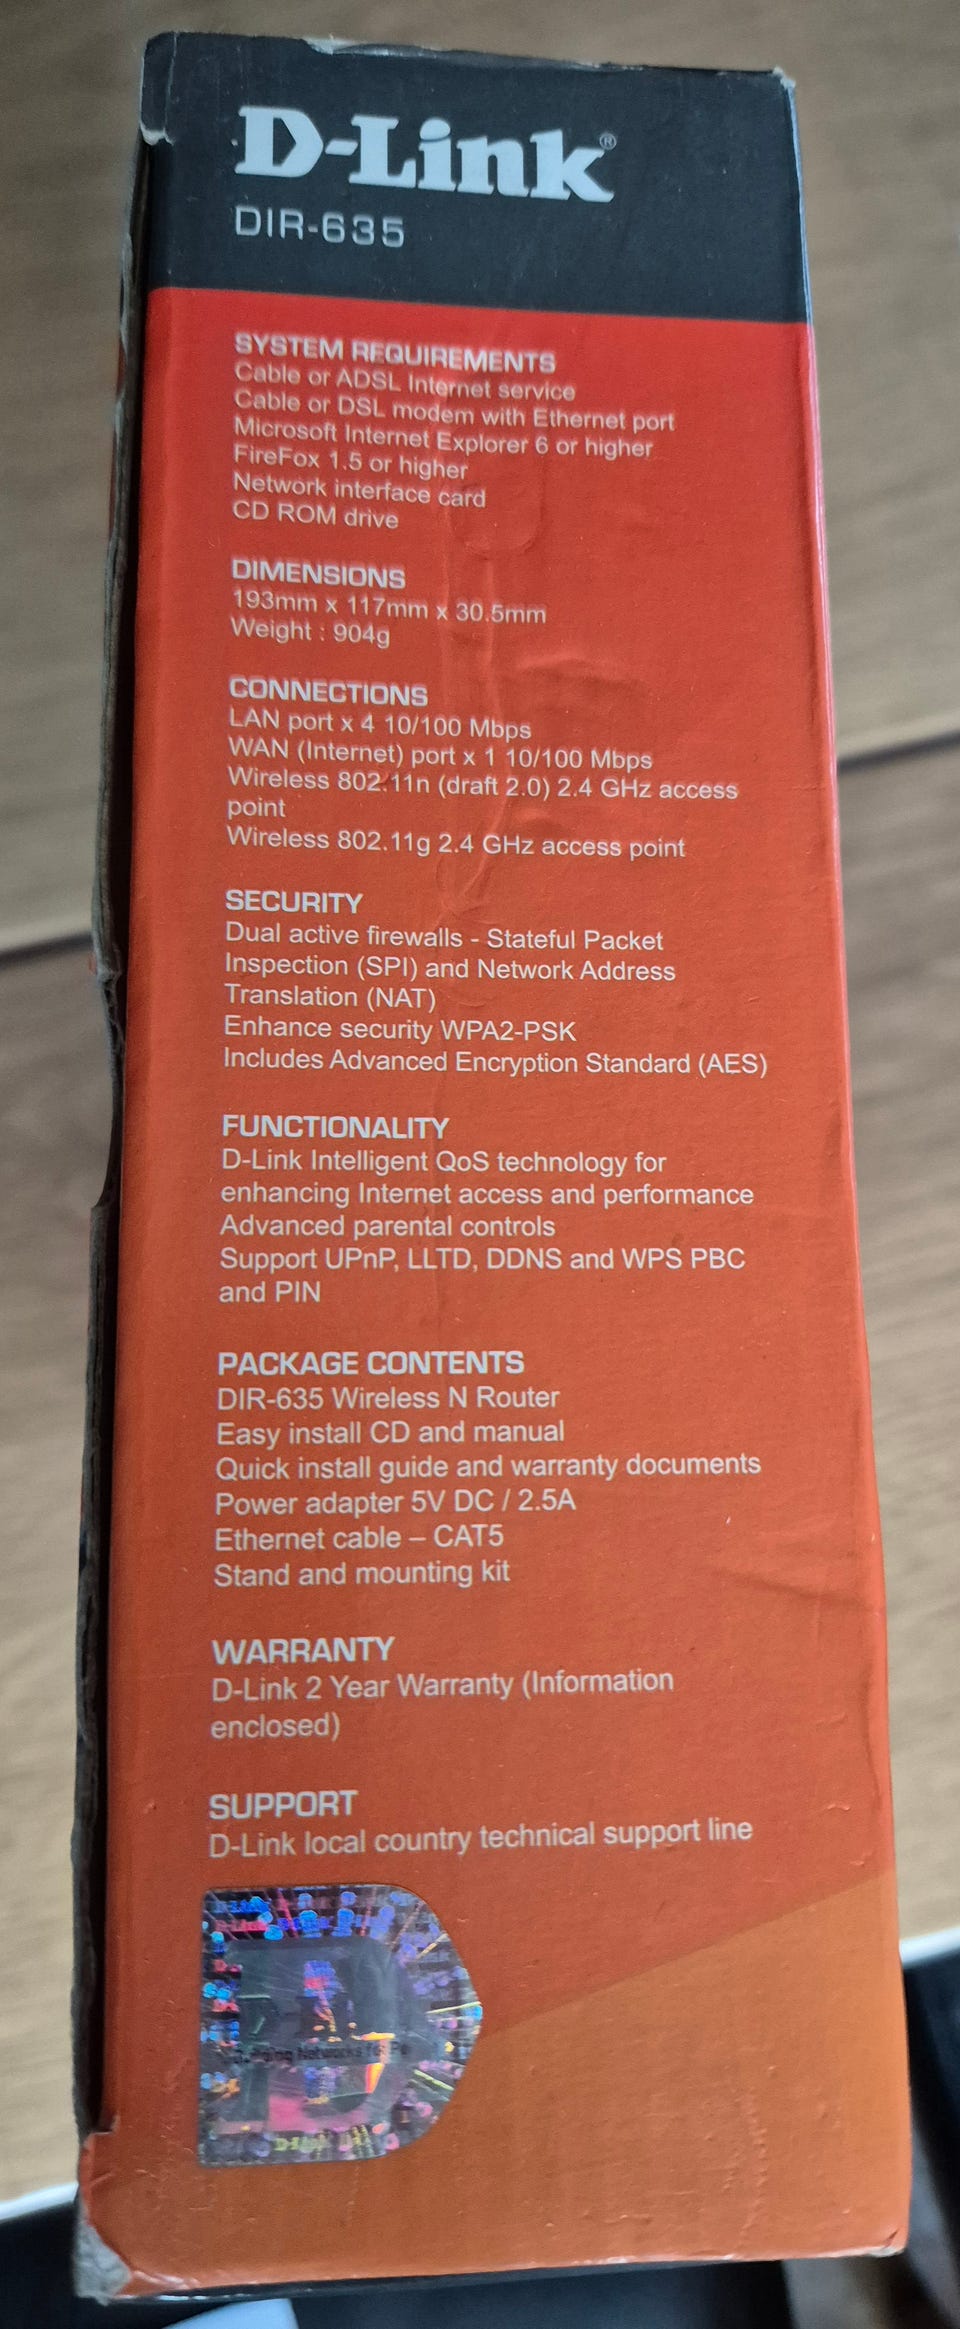 D-Link®
DIR-635
SYSTEM REQUIREMENTS
Cable or ADSL Internet service
Cable or DSL modem with Ethernet port
Microsoft Internet Explorer 6 or higher
FireFox 1.5 or higher
Network interface card
CD ROM drive
DIMENSIONS
193mm x 117mm x 30.5mm
Weight : 904g
CONNECTIONS
LAN port x 4 10/100 Mbps
WAN (Internet) port x 1 10/100 Mbps
Wireless 802.11n (draft 2.0) 2.4 GHz access
point
Wireless 802.11g 2.4 GHz access point
SECURITY
Dual active firewalls - Stateful Packet
Inspection (SPI) and Network Address
Translation (NAT)
Enhance security WPA2-PSK
Includes Advanced Encryption Standard (AES)
FUNCTIONALITY
D-Link Intelligent QoS technology for
enhancing Internet access and performance
Advanced parental controls
Support UPnP, LLTD, DDNS and WPS PBC
and PIN
PACKAGE CONTENTS
DIR-635 Wireless N Router
Easy install CD and manual
Quick install guide and warranty documents
Power adapter 5V DC / 2.5A
Ethernet cable – CAT5
Stand and mounting kit
WARRANTY
D-Link 2 Year Warranty (Information
enclosed)
SUPPORT
D-Link local country technical support line
Networks for
D-Link